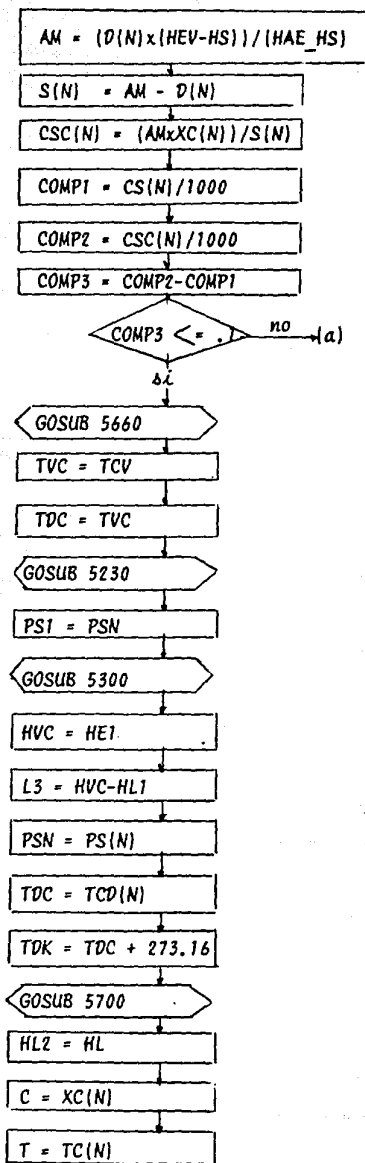 AM = (D(N)x(HEV-HS))/(HAE_HS)
S(N) = AM - D(N)
CSC(N) = (AMxXC(N))/S(N)
COMP1 = CS(N)/1000
COMP2 = CSC(N)/1000
COMP3 = COMP2-COMP1
COMP3 <= .1 no (a)
si
GOSUB 5660
TVC = TCV
TDC = TVC
GOSUB 5230
PS1 = PSN
GOSUB 5300
HVC = HE1
L3 = HVC-HL1
PSN = PS(N)
TDC = TCD(N)
TDK = TDC + 273.16
GOSUB 5700
HL2 = HL
C = XC(N)
T = TC(N)